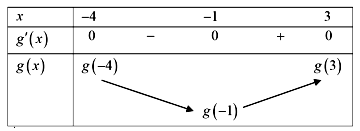 x -4 -1 3
g′(x) 0 − 0 + 0
g(x) g(−4) g(3)
g(−1)